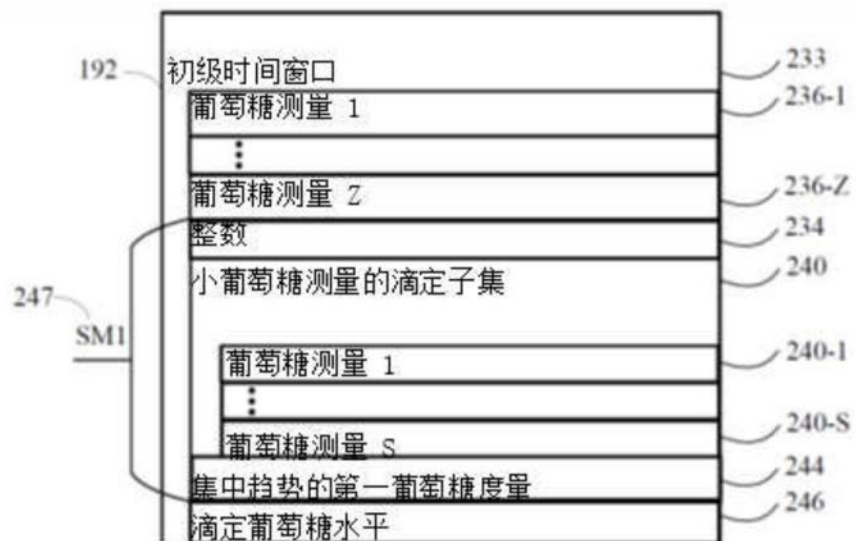 192
初级时间窗口
233
葡萄糖测量 1
236-1
葡萄糖测量 Z
236-Z
整数
234
小葡萄糖测量的滴定子集
240
247
SM1
葡萄糖测量 1
240-1
葡萄糖测量 S
240-S
集中趋势的第一葡萄糖度量
244
滴定葡萄糖水平
246